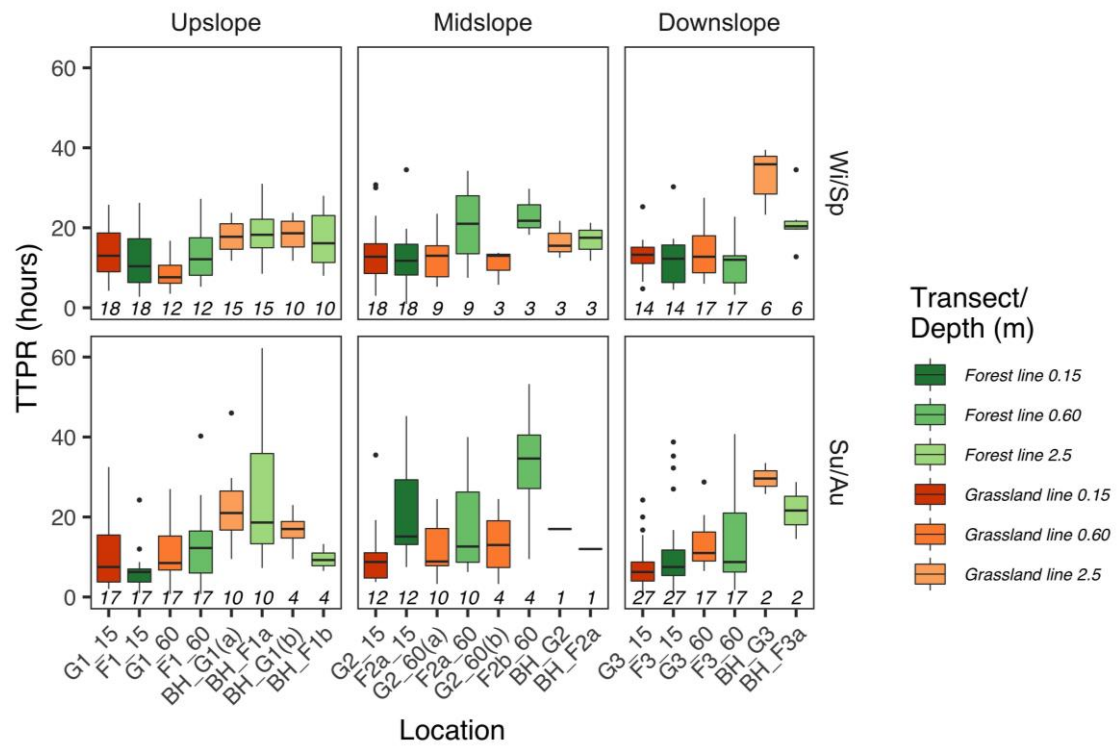 Upslope Midslope Downslope
TTPR (hours)
60
40
20
0
18 18 12 12 15 15 10 10
18 18 9 9 3 3 3 3
14 14 17 17 6 6
Wi/Sp
60
40
20
0
17 17 17 17 10 10 4 4
12 12 10 10 4 4 1 1
27 27 17 17 2 2
Su/Au
G1_15 F1_15 G1_60 F1_60 BH_G1(a) BH_F1a BH_G1(b) BH_F1b
G2_15 F2a_15 G2_60(a) F2a_60 G2_60(b) F2b_60 BH_G2 BH_F2a
G3_15 F3_15 G3_60 F3_60 BH_G3 BH_F3a
Location
Transect/
Depth (m)
Forest line 0.15
Forest line 0.60
Forest line 2.5
Grassland line 0.15
Grassland line 0.60
Grassland line 2.5